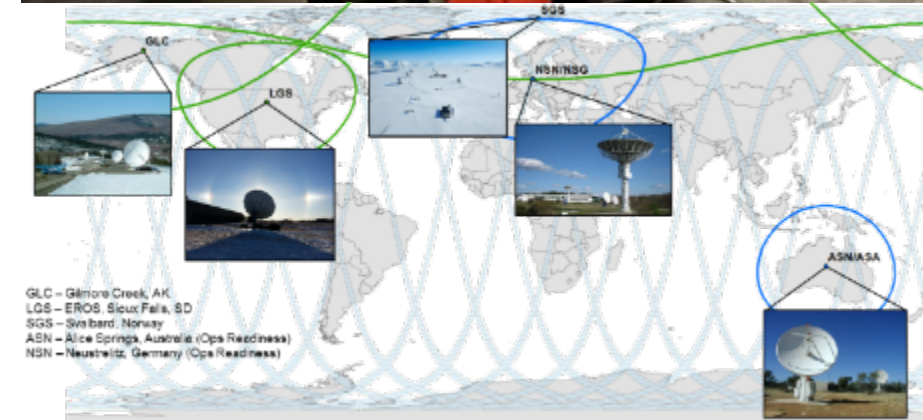 SGS
GLC
NSN/NSG
LGS
ASN/ASA
GLC – Gilmore Creek, AK
LGS – EROS, Sioux Falls, SD
SGS – Svalbard, Norway
ASN – Alice Springs, Australia (Ops Readiness)
NSN – Neustrelitz, Germany (Ops Readiness)